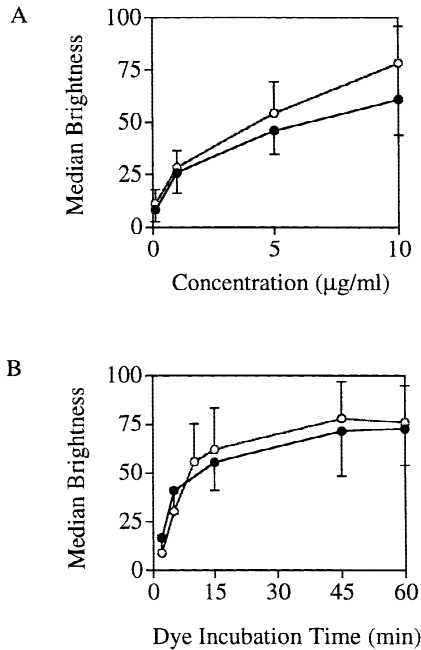 A
100
75
50
25
0
Median Brightness
0 5 10
Concentration (µg/ml)
B
100
75
50
25
0
Median Brightness
0 15 30 45 60
Dye Incubation Time (min)